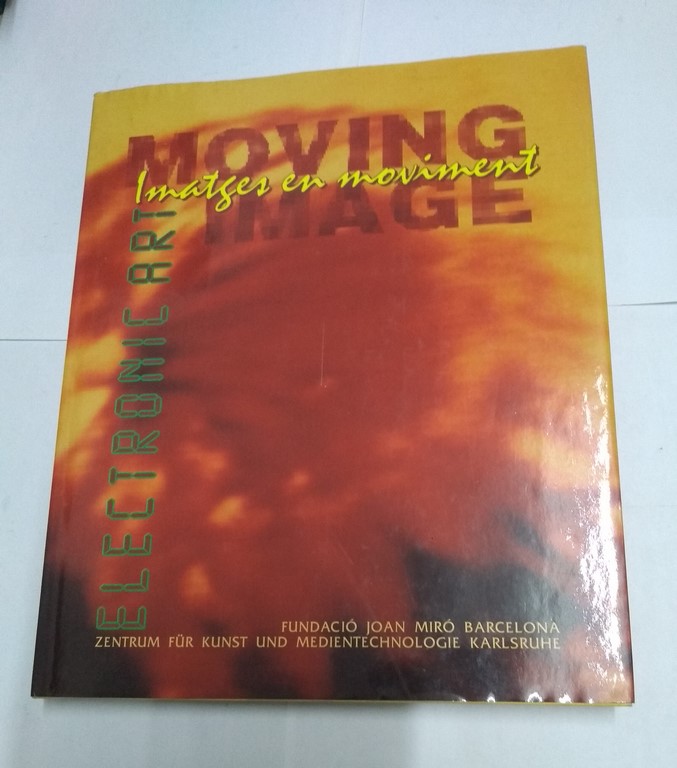 MOVING
Imatges en moviment
IMAGE
ELECTRONIC ART
FUNDACIÓ JOAN MIRÓ BARCELONA
ZENTRUM FÜR KUNST UND MEDIENTECHNOLOGIE KARLSRUHE